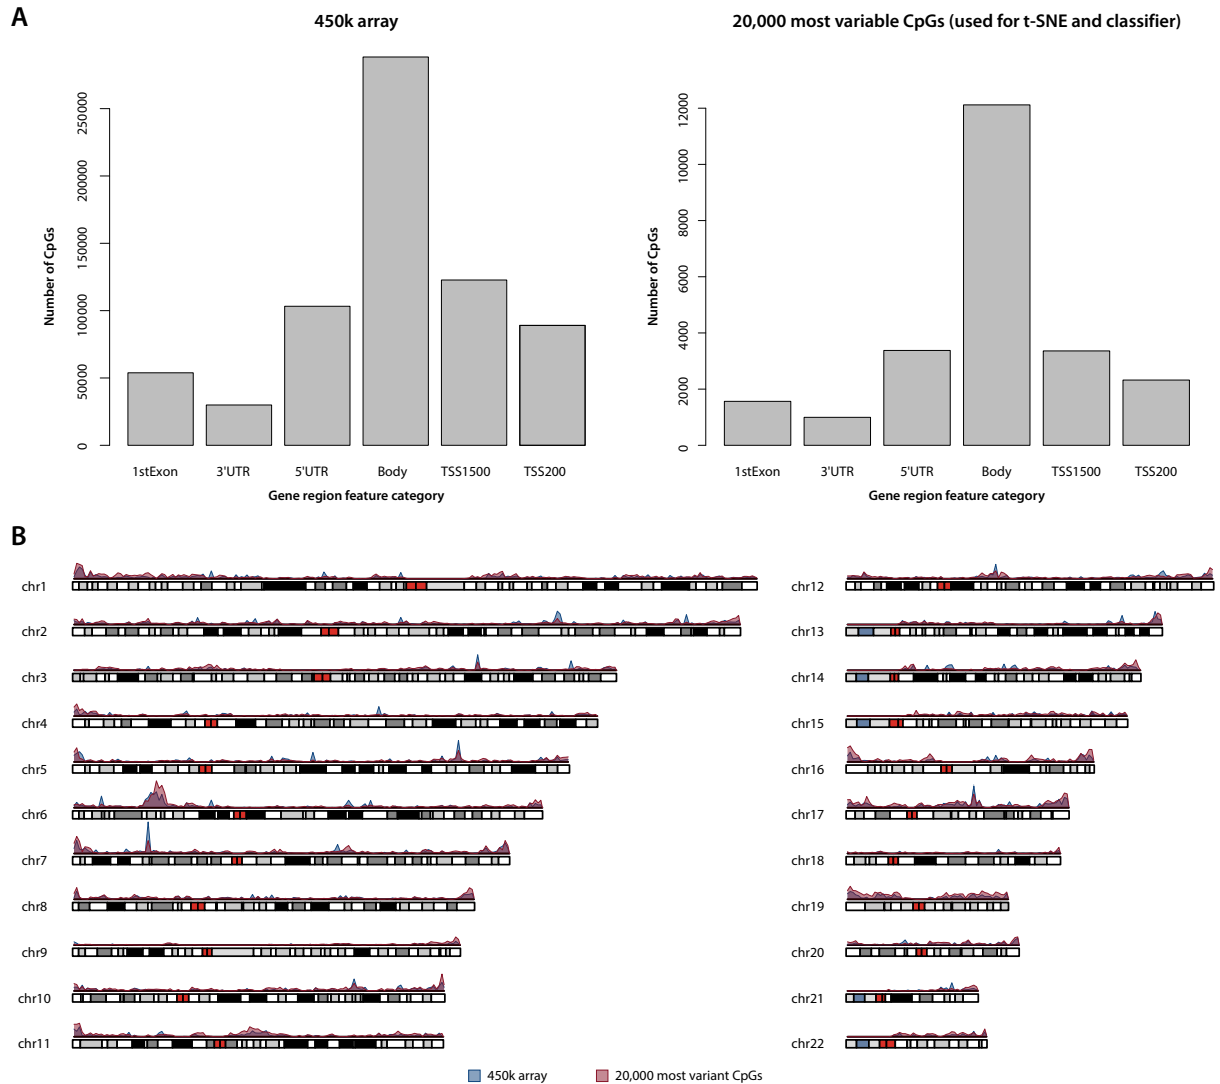 A
450k array
20,000 most variable CpGs (used for t-SNE and classifier)
Number of CpGs
0
50000
100000
150000
200000
250000
1stExon 3'UTR 5'UTR Body TSS1500 TSS200
Gene region feature category
Number of CpGs
0
2000
4000
6000
8000
10000
12000
1stExon 3'UTR 5'UTR Body TSS1500 TSS200
Gene region feature category
B
chr1
chr2
chr3
chr4
chr5
chr6
chr7
chr8
chr9
chr10
chr11
chr12
chr13
chr14
chr15
chr16
chr17
chr18
chr19
chr20
chr21
chr22
450k array
20,000 most variant CpGs